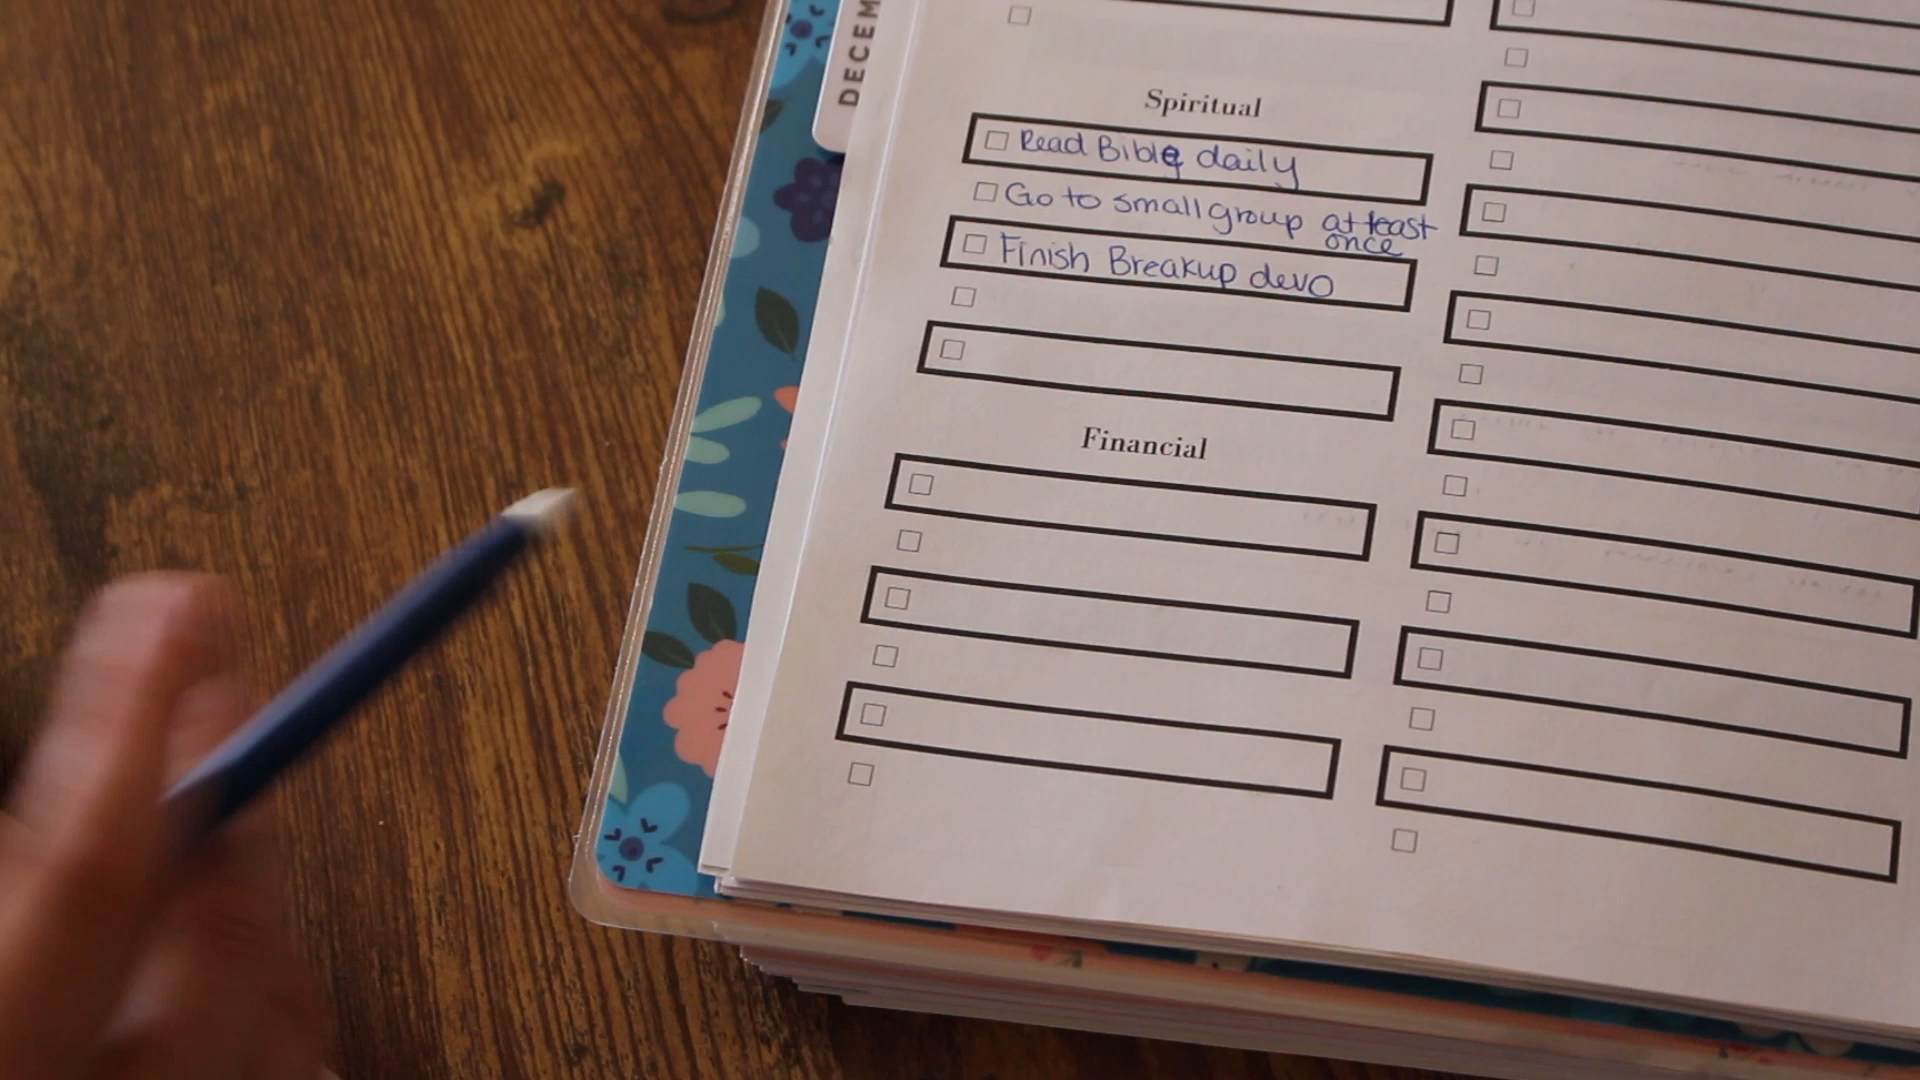 DECEM
Spiritual
Read Bible daily
Go to small group at least
once
Finish Breakup devo
Financial